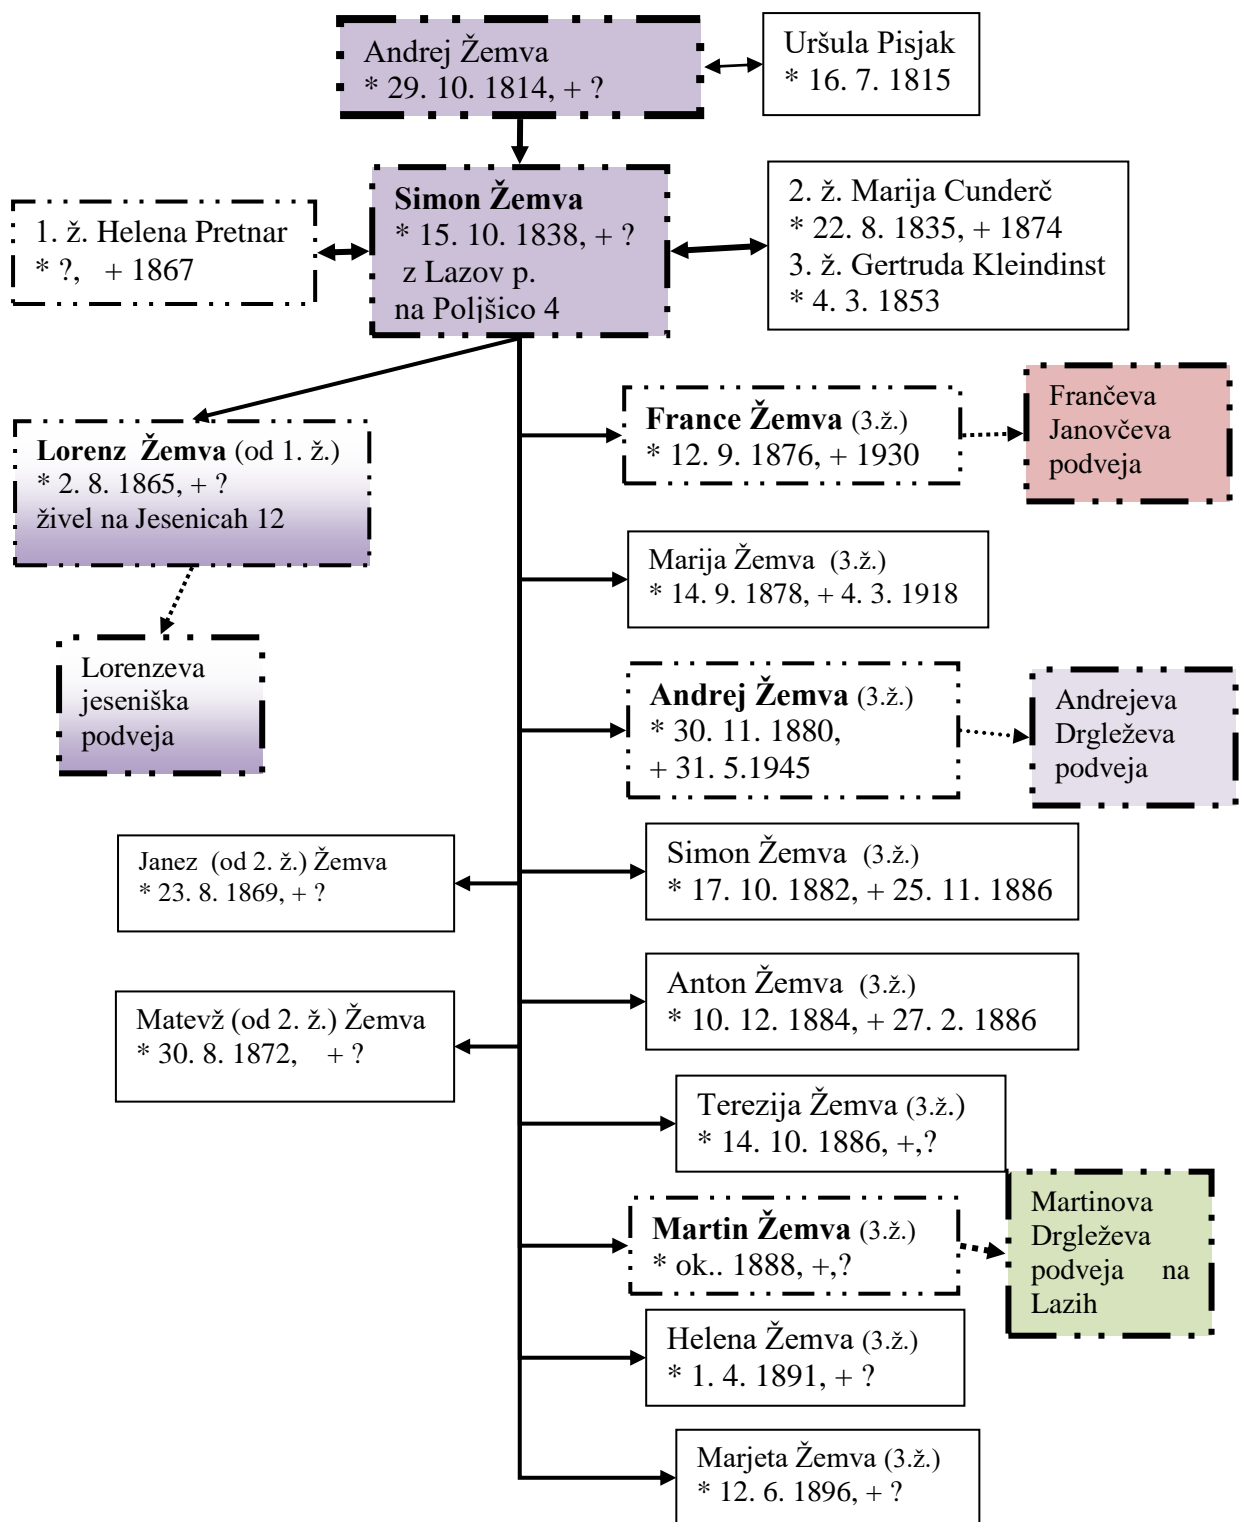 Andrej Žemva
* 29. 10. 1814, + ?
Uršula Pisjak
* 16. 7. 1815
1. ž. Helena Pretnar
* ?, + 1867
Simon Žemva
* 15. 10. 1838, + ?
z Lazov p.
na Poljšico 4
2. ž. Marija Cunderč
* 22. 8. 1835, + 1874
3. ž. Gertruda Kleindinst
* 4. 3. 1853
Lorenz Žemva (od 1. ž.)
* 2. 8. 1865, + ?
živel na Jesenicah 12
Lorenzeva
jeseniška
podveja
France Žemva (3.ž.)
* 12. 9. 1876, + 1930
Frančeva
Janovčeva
podveja
Marija Žemva (3.ž.)
* 14. 9. 1878, + 4. 3. 1918
Andrej Žemva (3.ž.)
* 30. 11. 1880,
+ 31. 5.1945
Andrejeva
Drgleževa
podveja
Janez (od 2. ž.) Žemva
* 23. 8. 1869, + ?
Simon Žemva (3.ž.)
* 17. 10. 1882, + 25. 11. 1886
Matevž (od 2. ž.) Žemva
* 30. 8. 1872, + ?
Anton Žemva (3.ž.)
* 10. 12. 1884, + 27. 2. 1886
Terezija Žemva (3.ž.)
* 14. 10. 1886, +,?
Martin Žemva (3.ž.)
* ok.. 1888, +,?
Martinova
Drgleževa
podveja na
Lazih
Helena Žemva (3.ž.)
* 1. 4. 1891, + ?
Marjeta Žemva (3.ž.)
* 12. 6. 1896, + ?